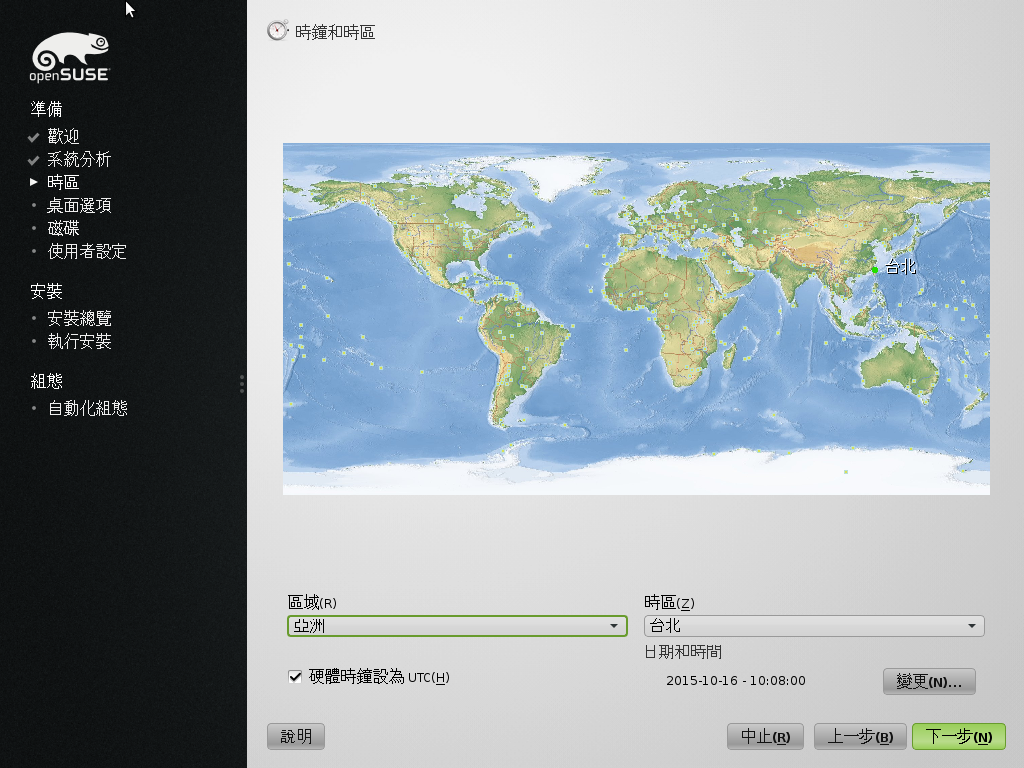 openSUSE
準備
歡迎
系統分析
時區
桌面選項
磁碟
使用者設定
安裝
安裝總覽
執行安裝
組態
自動化組態
時鐘和時區
台北
區域(R)
亞洲
時區(Z)
台北
日期和時間
硬體時鐘設為 UTC(H)
2015-10-16 - 10:08:00
變更(N)...
說明
中止(R)
上一步(B)
下一步(N)